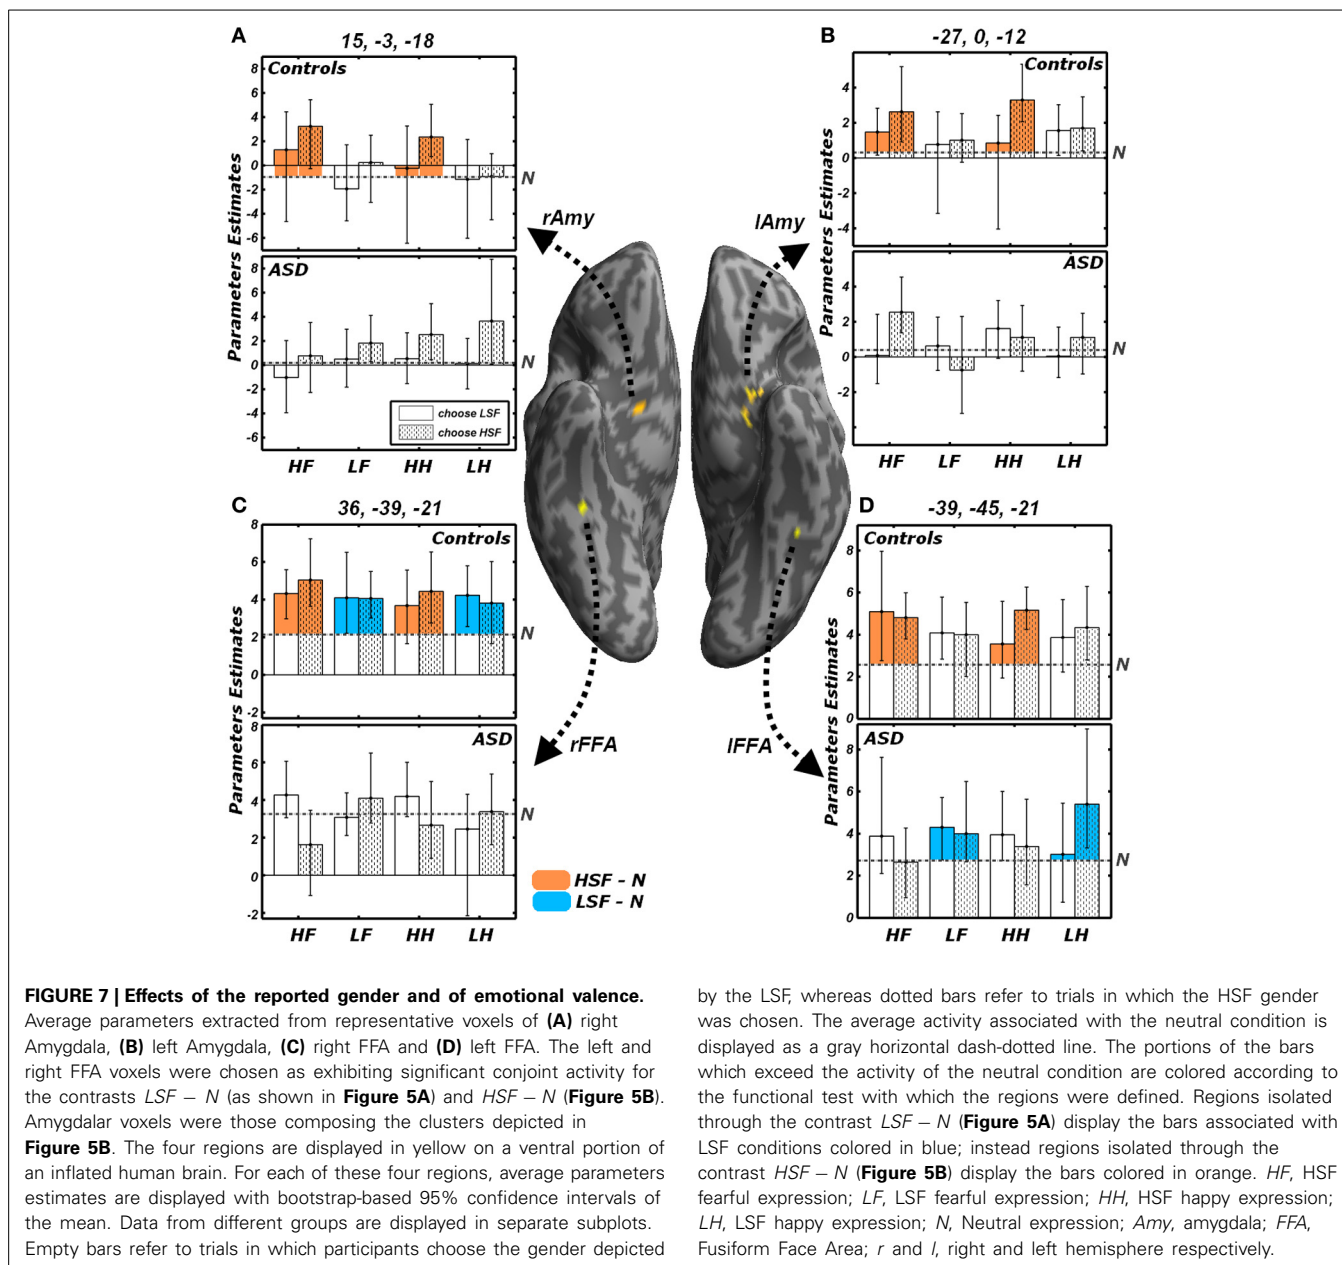 A
15, -3, -18
Controls
8
6
4
2
0
-2
-4
-6
N
ASD
8
6
4
2
0
-2
-4
-6
N
choose LSF
choose HSF
Parameters Estimates
HF LF HH LH
rAmy
B
-27, 0, -12
Controls
4
2
0
-2
-4
N
ASD
4
2
0
-2
-4
N
Parameters Estimates
HF LF HH LH
lAmy
C
36, -39, -21
Controls
8
6
4
2
0
-2
N
ASD
8
6
4
2
0
-2
N
Parameters Estimates
HF LF HH LH
rFFA
D
-39, -45, -21
Controls
8
6
4
2
0
N
ASD
8
6
4
2
0
N
Parameters Estimates
HF LF HH LH
lFFA
HSF - N
LSF - N
FIGURE 7 | Effects of the reported gender and of emotional valence.
Average parameters extracted from representative voxels of (A) right
Amygdala, (B) left Amygdala, (C) right FFA and (D) left FFA. The left and
right FFA voxels were chosen as exhibiting significant conjoint activity for
the contrasts LSF − N (as shown in Figure 5A) and HSF − N (Figure 5B).
Amygdalar voxels were those composing the clusters depicted in
Figure 5B. The four regions are displayed in yellow on a ventral portion of
an inflated human brain. For each of these four regions, average parameters
estimates are displayed with bootstrap-based 95% confidence intervals of
the mean. Data from different groups are displayed in separate subplots.
Empty bars refer to trials in which participants choose the gender depicted
by the LSF, whereas dotted bars refer to trials in which the HSF gender
was chosen. The average activity associated with the neutral condition is
displayed as a gray horizontal dash-dotted line. The portions of the bars
which exceed the activity of the neutral condition are colored according to
the functional test with which the regions were defined. Regions isolated
through the contrast LSF − N (Figure 5A) display the bars associated with
LSF conditions colored in blue; instead regions isolated through the
contrast HSF − N (Figure 5B) display the bars colored in orange. HF, HSF
fearful expression; LF, LSF fearful expression; HH, HSF happy expression;
LH, LSF happy expression; N, Neutral expression; Amy, amygdala; FFA,
Fusiform Face Area; r and l, right and left hemisphere respectively.